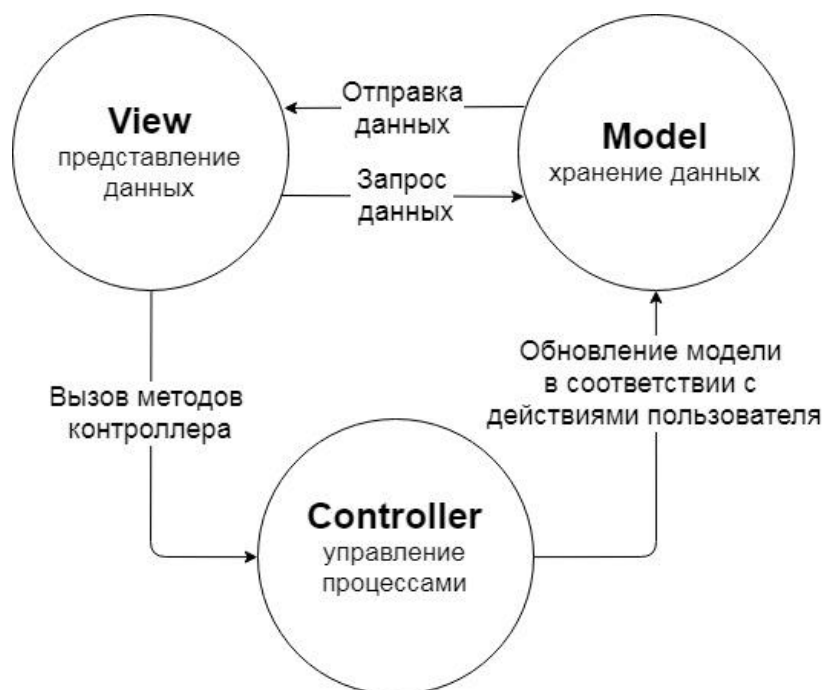 View
представление
данных
Отправка
данных
Запрос
данных
Model
хранение данных
Вызов методов
контроллера
Обновление модели
в соответствии с
действиями пользователя
Controller
управление
процессами